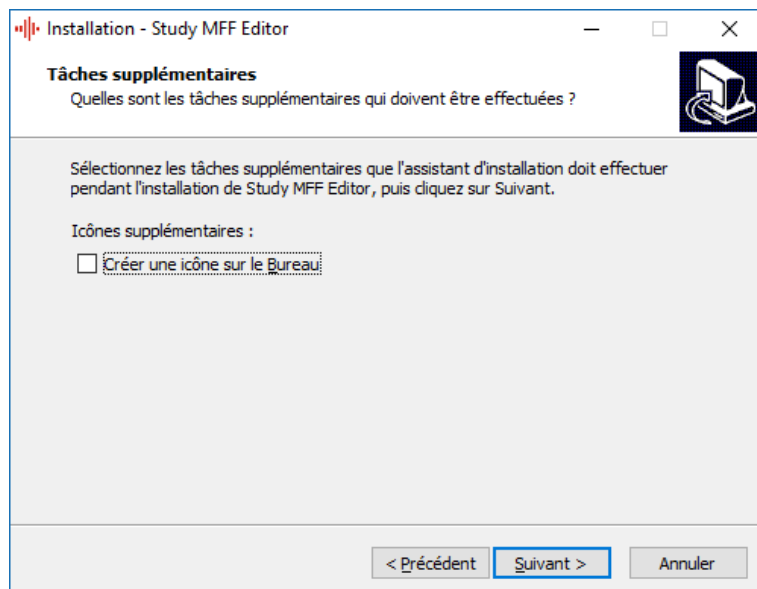 Installation - Study MFF Editor
Tâches supplémentaires
Quelles sont les tâches supplémentaires qui doivent être effectuées ?
Sélectionnez les tâches supplémentaires que l'assistant d'installation doit effectuer
pendant l'installation de Study MFF Editor, puis cliquez sur Suivant.
Icônes supplémentaires :
Créer une icône sur le Bureau
< Précédent Suivant > Annuler